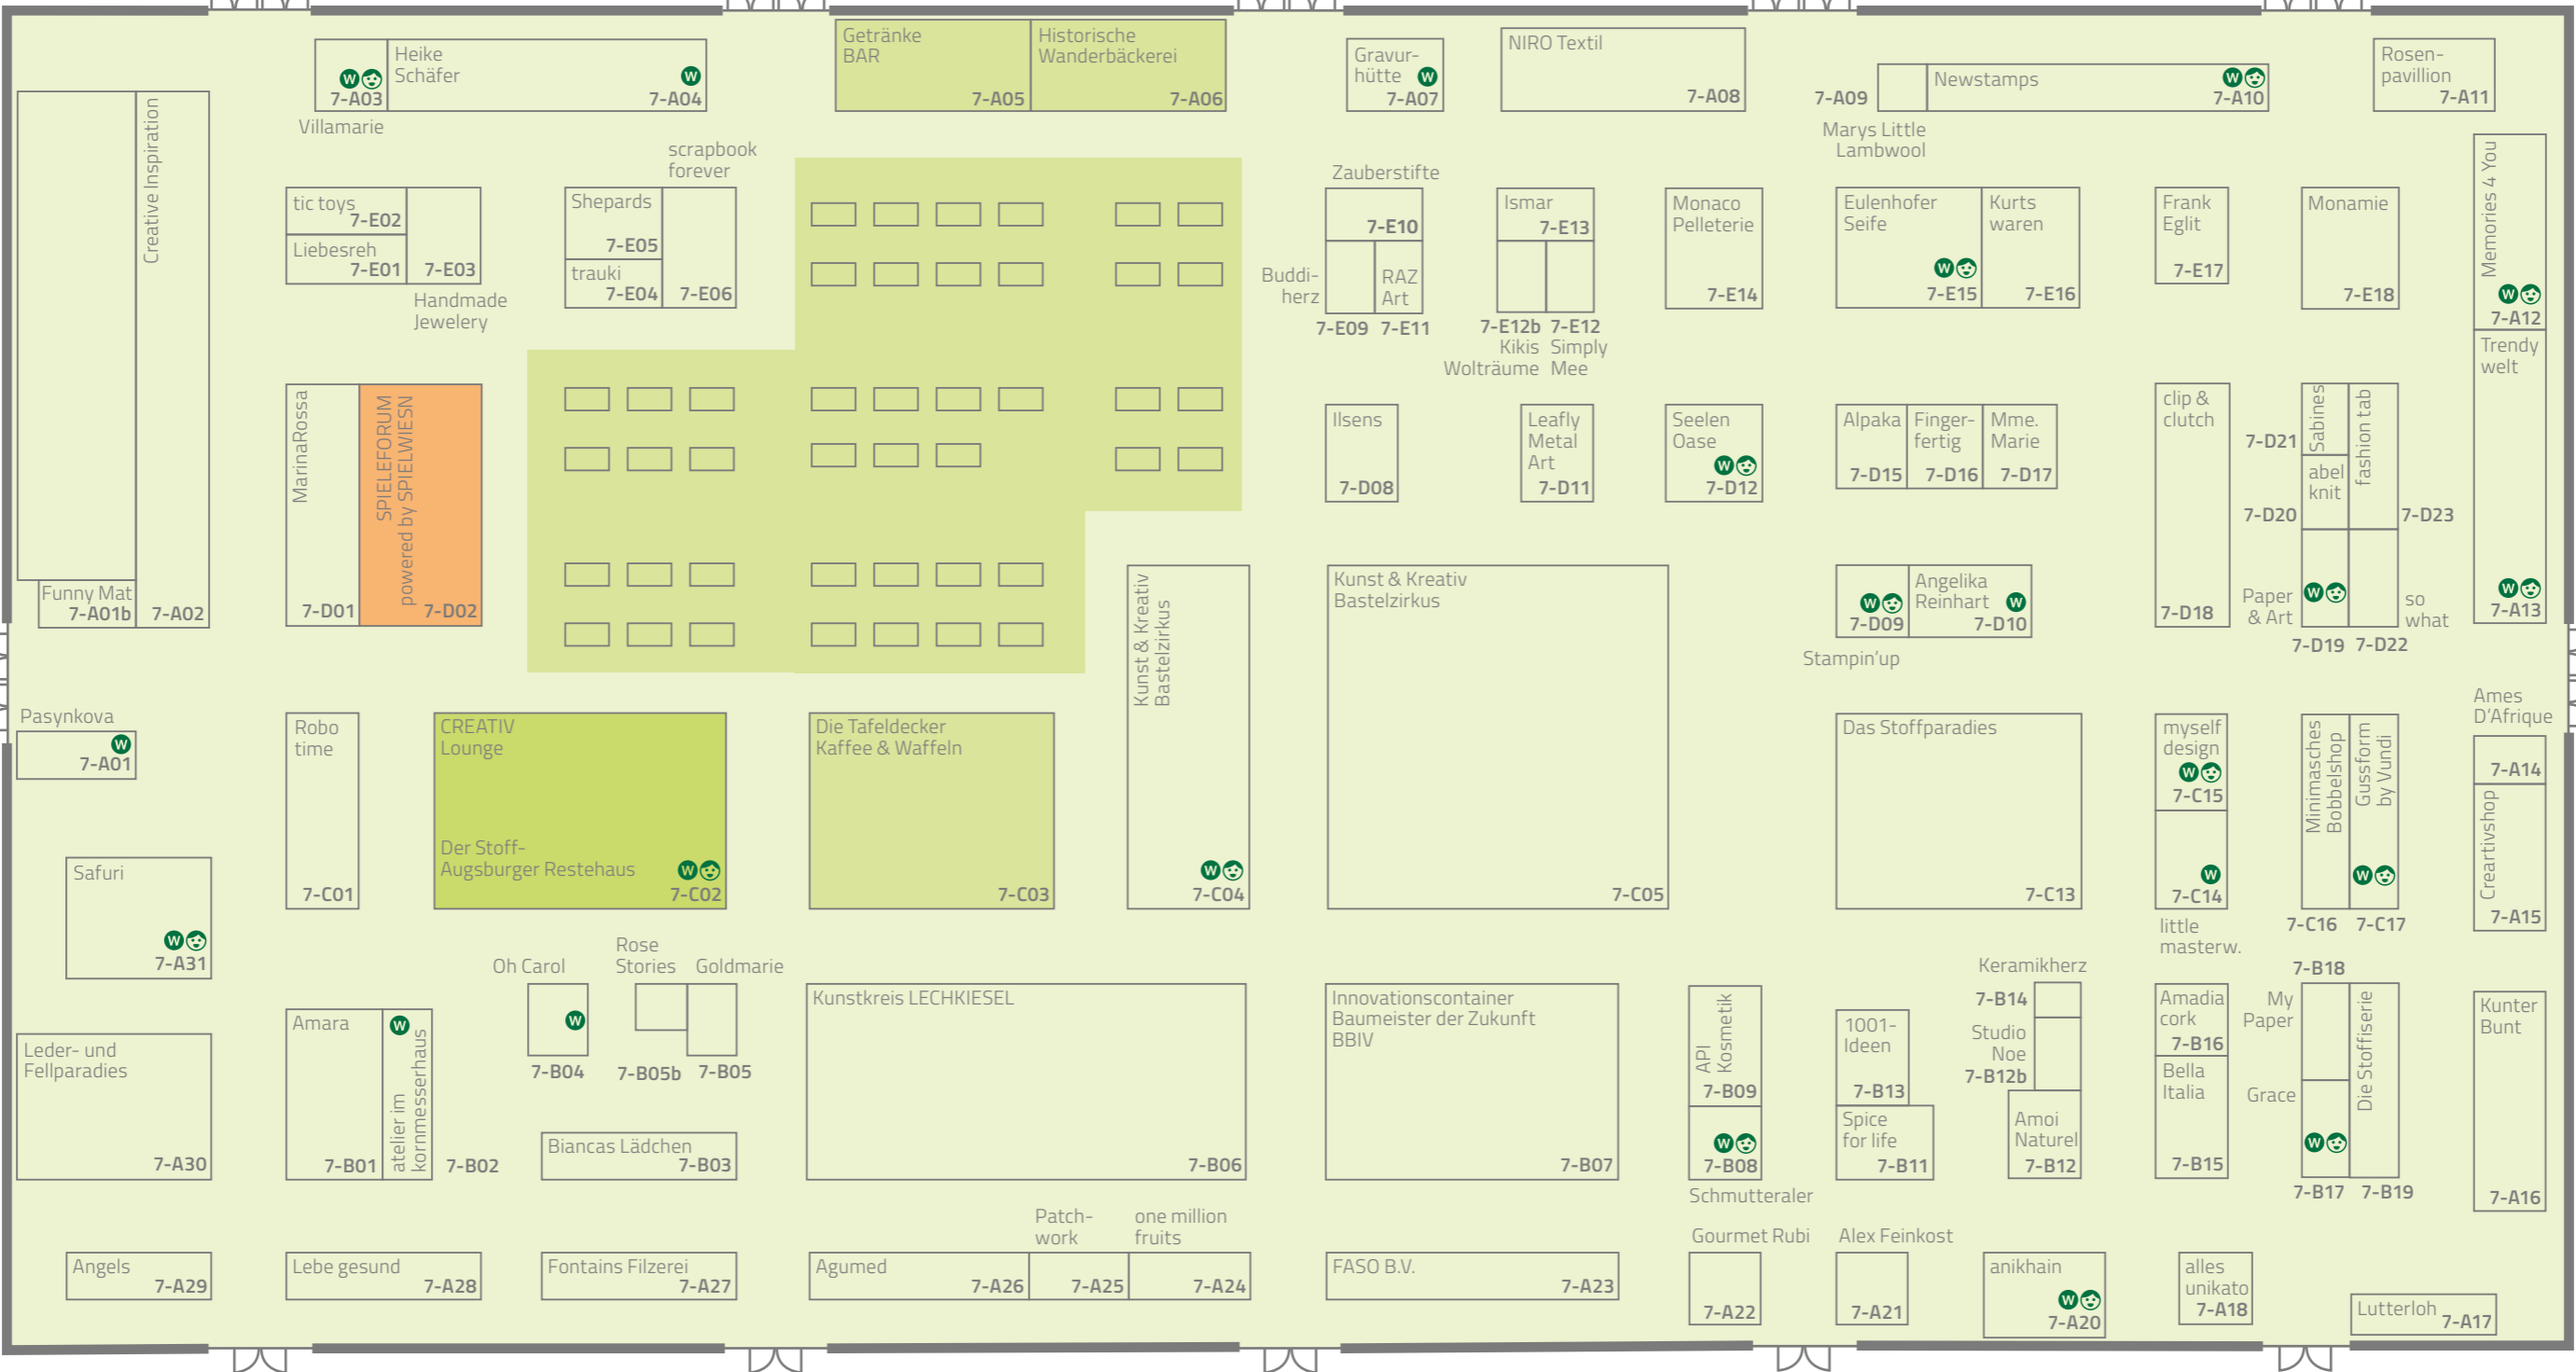 Heike
Schäfer
W
W
7-A03
7-A04
Villamarie
Getränke
BAR
7-A05
Historische
Wanderbäckerei
7-A06
Gravur-
hütte W
7-A07
NIRO Textil
7-A08
7-A09
Marys Little
Lambwool
Newstamps
W
7-A10
Rosen-
pavillion
7-A11
Creative Inspiration
Funny Mat
7-A01b
7-A02
tic toys
7-E02
Liebesreh
7-E01
7-E03
Handmade
Jewelery
scrapbook
forever
Shepards
7-E05
trauki
7-E04
7-E06
Zauberstifte
7-E10
Buddi-
herz
RAZ
Art
7-E09
7-E11
Ismar
7-E13
7-E12b
7-E12
Kikis
Wolträume
Simply
Mee
Monaco
Pelleterie
7-E14
Eulenhofer
Seife
W
7-E15
Kurts
waren
7-E16
Frank
Eglit
7-E17
Monamie
7-E18
Memories 4 You
W
7-A12
Trendy
welt
W
7-A13
MarinaRossa
7-D01
SPIELEFORUM
powered by SPIELWIESN
7-D02
Ilsens
7-D08
Leafly
Metal
Art
7-D11
Seelen
Oase
W
7-D12
Alpaka
7-D15
Finger-
fertig
7-D16
Mme.
Marie
7-D17
clip &
clutch
7-D18
7-D21
Sabines
fashion tab
abel
knit
7-D20
7-D23
Paper
& Art
W
so
what
7-D19
7-D22
W
7-D09
Stampin'up
Angelika
Reinhart W
7-D10
Kunst & Kreativ
Bastelzirkus
W
7-C04
Kunst & Kreativ
Bastelzirkus
7-C05
Pasynkova
W
7-A01
Robo
time
7-C01
CREATIV
Lounge
Der Stoff-
Augsburger Restehaus
W
7-C02
Die Tafeldecker
Kaffee & Waffeln
7-C03
Das Stoffparadies
7-C13
myself
design
W
7-C15
W
7-C14
little
masterw.
Minimasches
Bobbelshop
Gussform
by Vundi
W
7-C16
7-C17
Ames
D'Afrique
7-A14
Creartivshop
7-A15
Safuri
W
7-A31
Leder- und
Fellparadies
7-A30
Amara
7-B01
W
atelier im
kornmesserhaus
7-B02
Oh Carol
W
7-B04
Rose
Stories
7-B05b
Goldmarie
7-B05
Biancas Lädchen
7-B03
Kunstkreis LECHKIESEL
7-B06
Innovationscontainer
Baumeister der Zukunft
BBIV
7-B07
API
Kosmetik
7-B09
W
7-B08
Schmutteraler
1001-
Ideen
7-B13
Spice
for life
7-B11
Keramikherz
7-B14
Studio
Noe
7-B12b
Amoi
Naturel
7-B12
Amadia
cork
7-B16
Bella
Italia
7-B15
7-B18
My
Paper
Grace
W
Die Stoffiserie
7-B17
7-B19
Kunter
Bunt
7-A16
Angels
7-A29
Lebe gesund
7-A28
Fontains Filzerei
7-A27
Agumed
7-A26
Patch-
work
7-A25
one million
fruits
7-A24
FASO B.V.
7-A23
Gourmet Rubi
7-A22
Alex Feinkost
7-A21
anikhain
W
7-A20
alles
unikato
7-A18
Lutterloh
7-A17